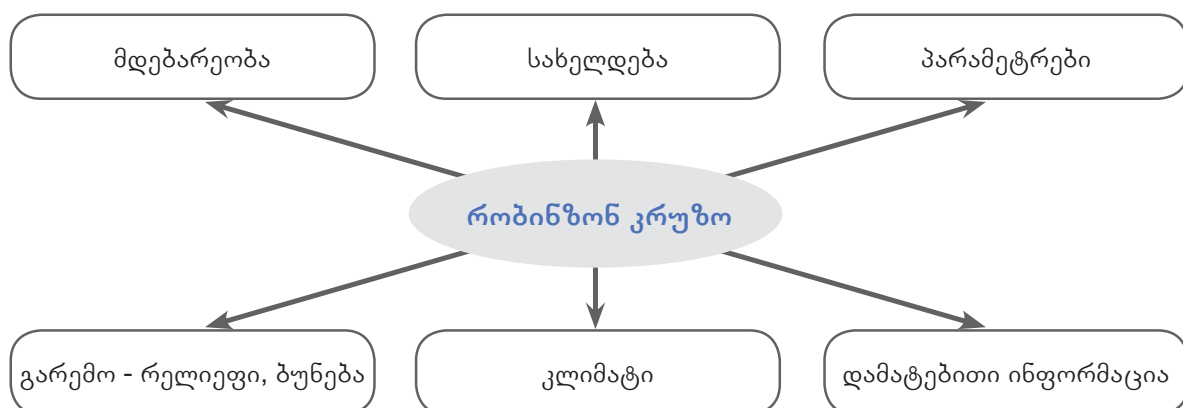 მდებარეობა
სახელდება
პარამეტრები
რობინზონ კრუზო
გარემო - რელიეფი, ბუნება
კლიმატი
დამატებითი ინფორმაცია